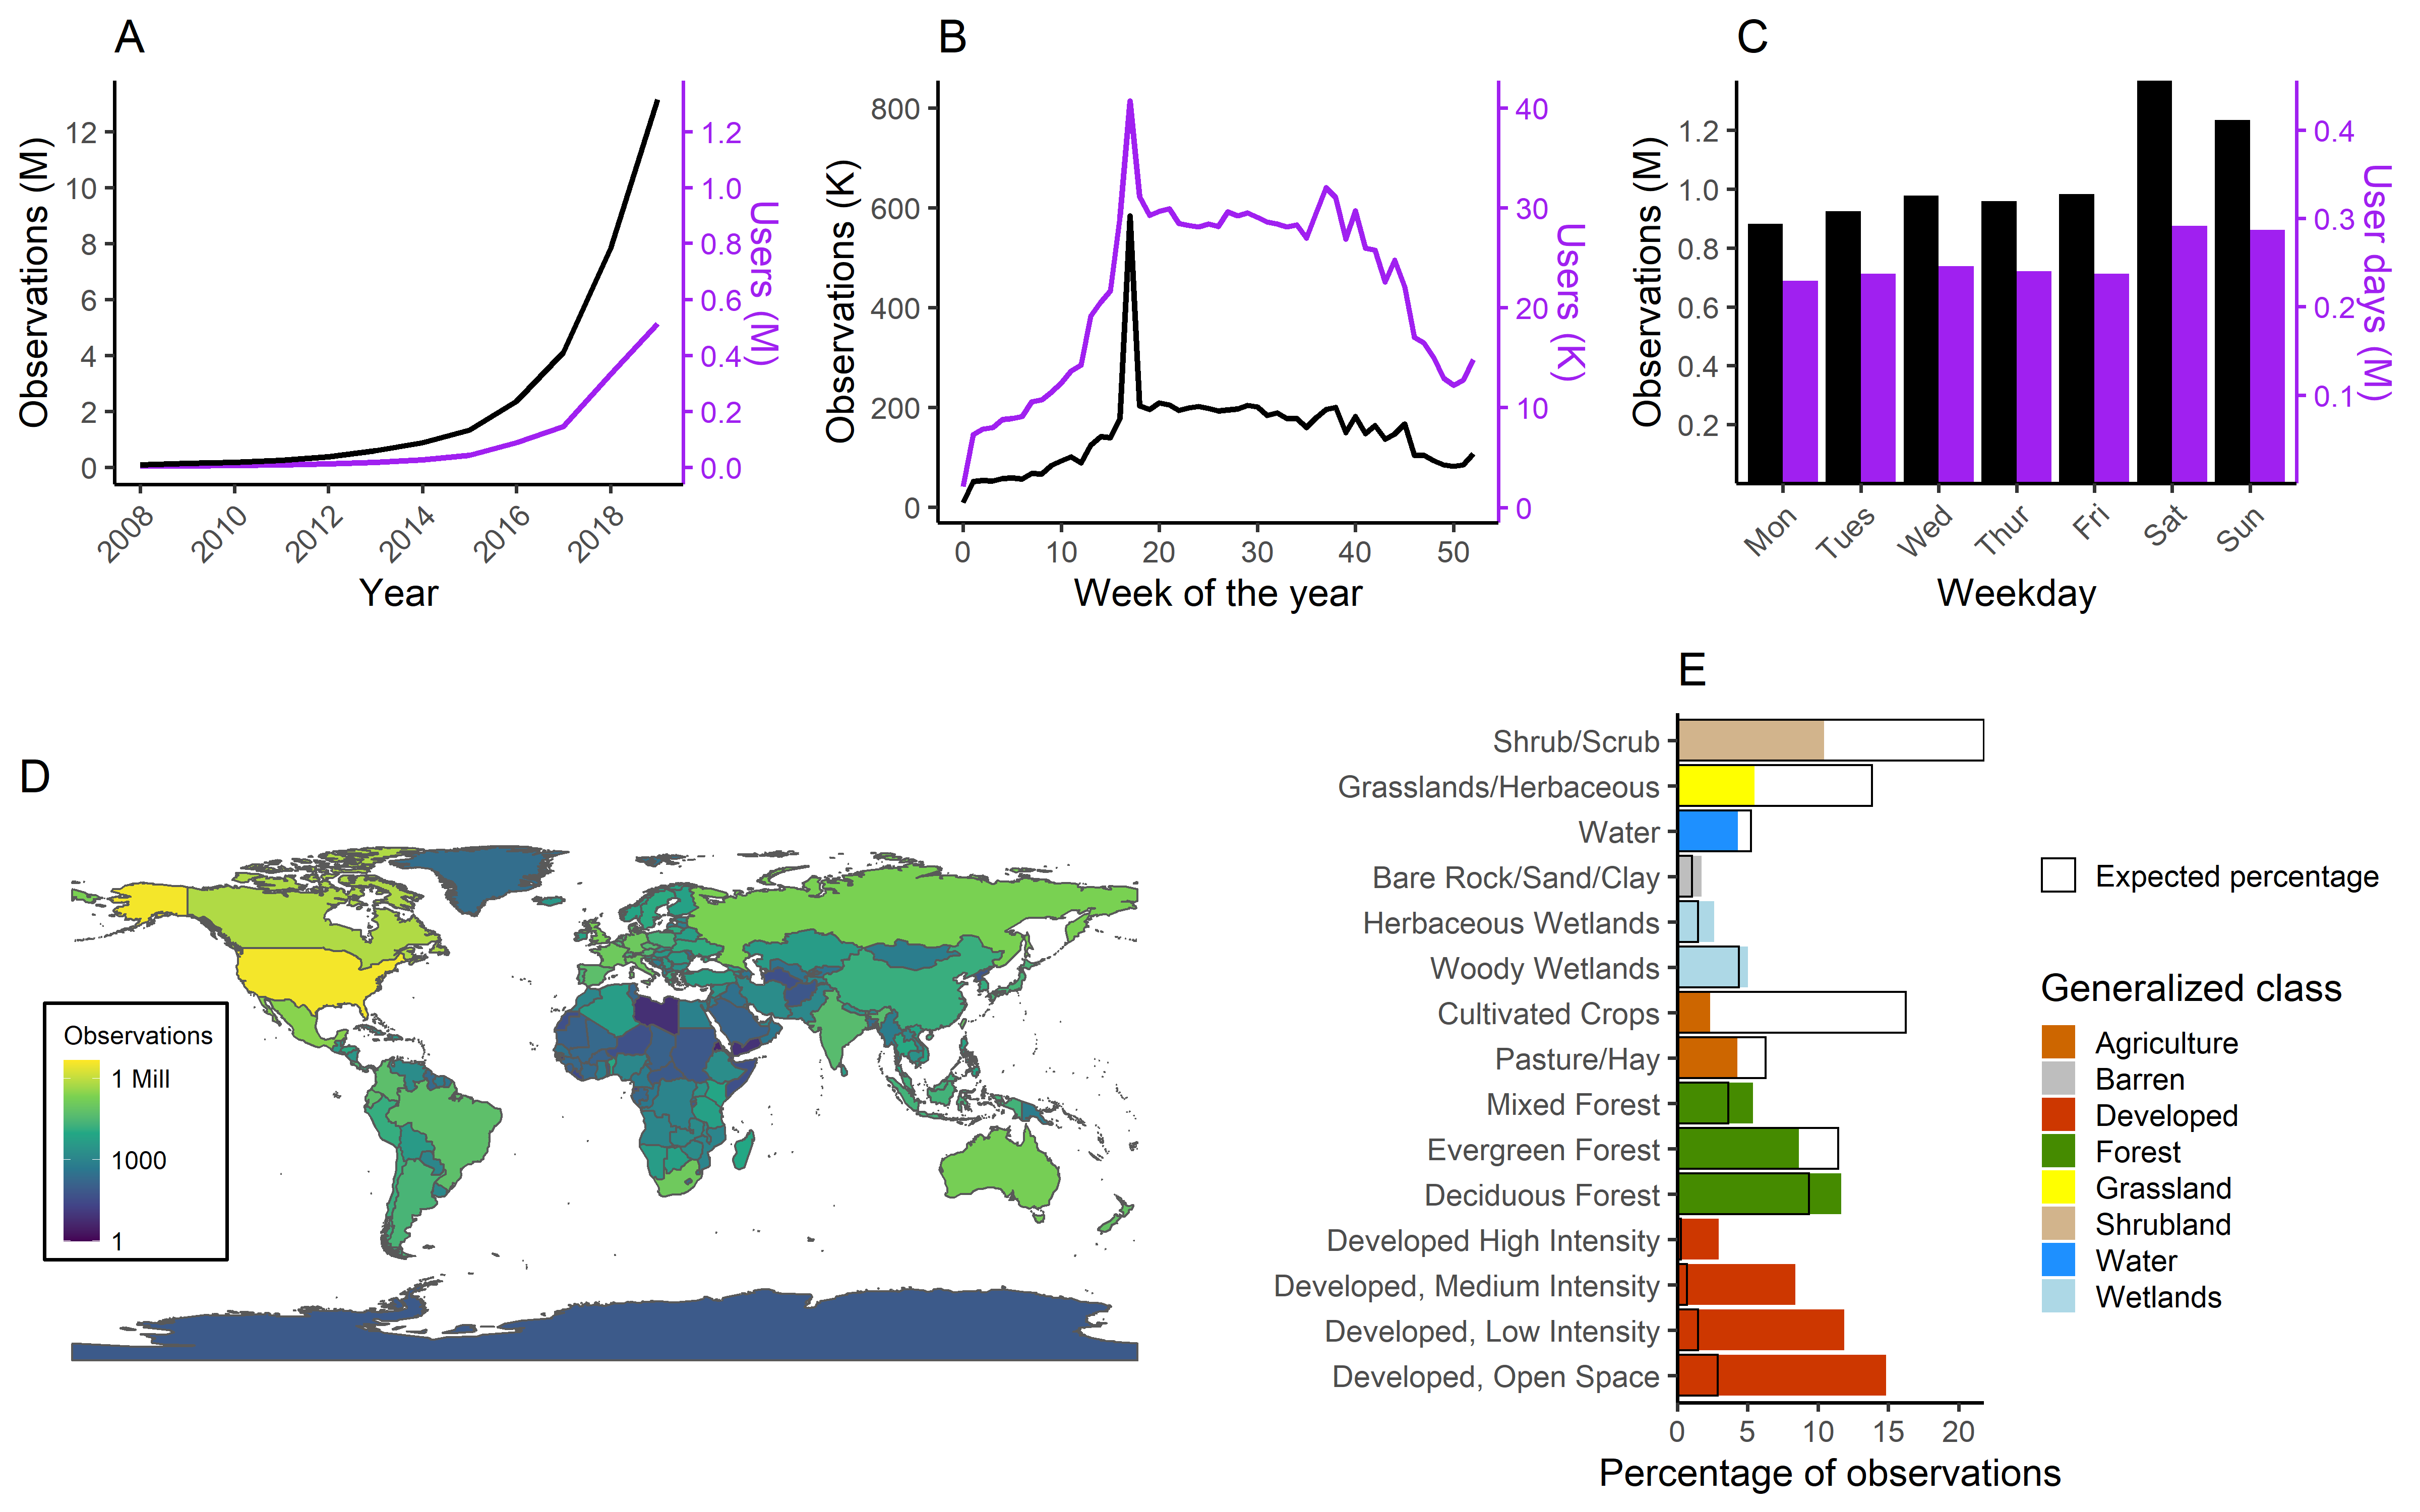 A
Observations (M)
12
10
8
6
4
2
0
1.2
1.0
0.8
0.6
0.4
0.2
0.0
Users (M)
2008
2010
2012
2014
2016
2018
Year
B
Observations (K)
800
600
400
200
0
40
30
20
10
0
Users (K)
0
10
20
30
40
50
Week of the year
C
Observations (M)
1.2
1.0
0.8
0.6
0.4
0.2
0.4
0.3
0.2
0.1
User days (M)
Mon
Tues
Wed
Thur
Fri
Sat
Sun
Weekday
D
Observations
1 Mill
1000
1
E
Shrub/Scrub
Grasslands/Herbaceous
Water
Bare Rock/Sand/Clay
Herbaceous Wetlands
Woody Wetlands
Cultivated Crops
Pasture/Hay
Mixed Forest
Evergreen Forest
Deciduous Forest
Developed High Intensity
Developed, Medium Intensity
Developed, Low Intensity
Developed, Open Space
0
5
10
15
20
Percentage of observations
Expected percentage
Generalized class
Agriculture
Barren
Developed
Forest
Grassland
Shrubland
Water
Wetlands